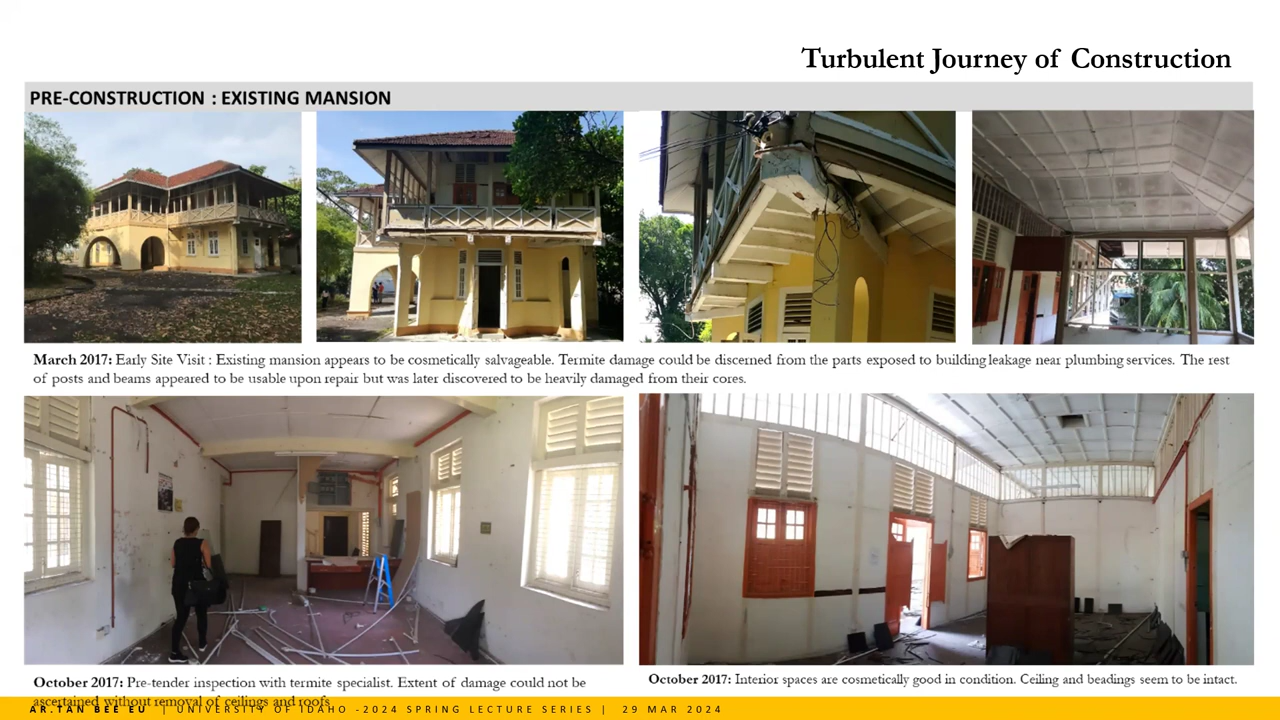 Turbulent Journey of Construction
PRE-CONSTRUCTION : EXISTING MANSION
March 2017: Early Site Visit : Existing mansion appears to be cosmetically salvageable. Termite damage could be discerned from the parts exposed to building leakage near plumbing services. The rest
of posts and beams appeared to be usable upon repair but was later discovered to be heavily damaged from their cores.
October 2017: Pre-tender inspection with termite specialist. Extent of damage could not be
ascertained without removal of ceilings and roofs
October 2017: Interior spaces are cosmetically good in condition. Ceiling and beadings seem to be intact.
AR.TAN BEE EU | UNIVERSITY OF IDAHO -2024 SPRING LECTURE SERIES | 29 MAR 2024